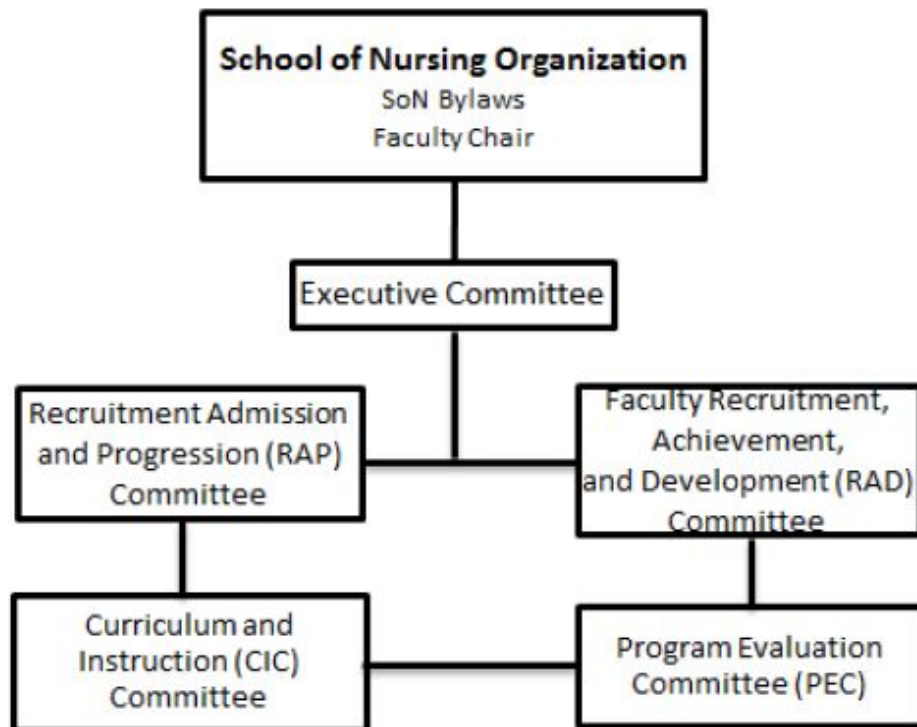 School of Nursing Organization
SoN Bylaws
Faculty Chair
Executive Committee
Recruitment Admission
and Progression (RAP)
Committee
Faculty Recruitment,
Achievement,
and Development (RAD)
Committee
Curriculum and
Instruction (CIC)
Committee
Program Evaluation
Committee (PEC)